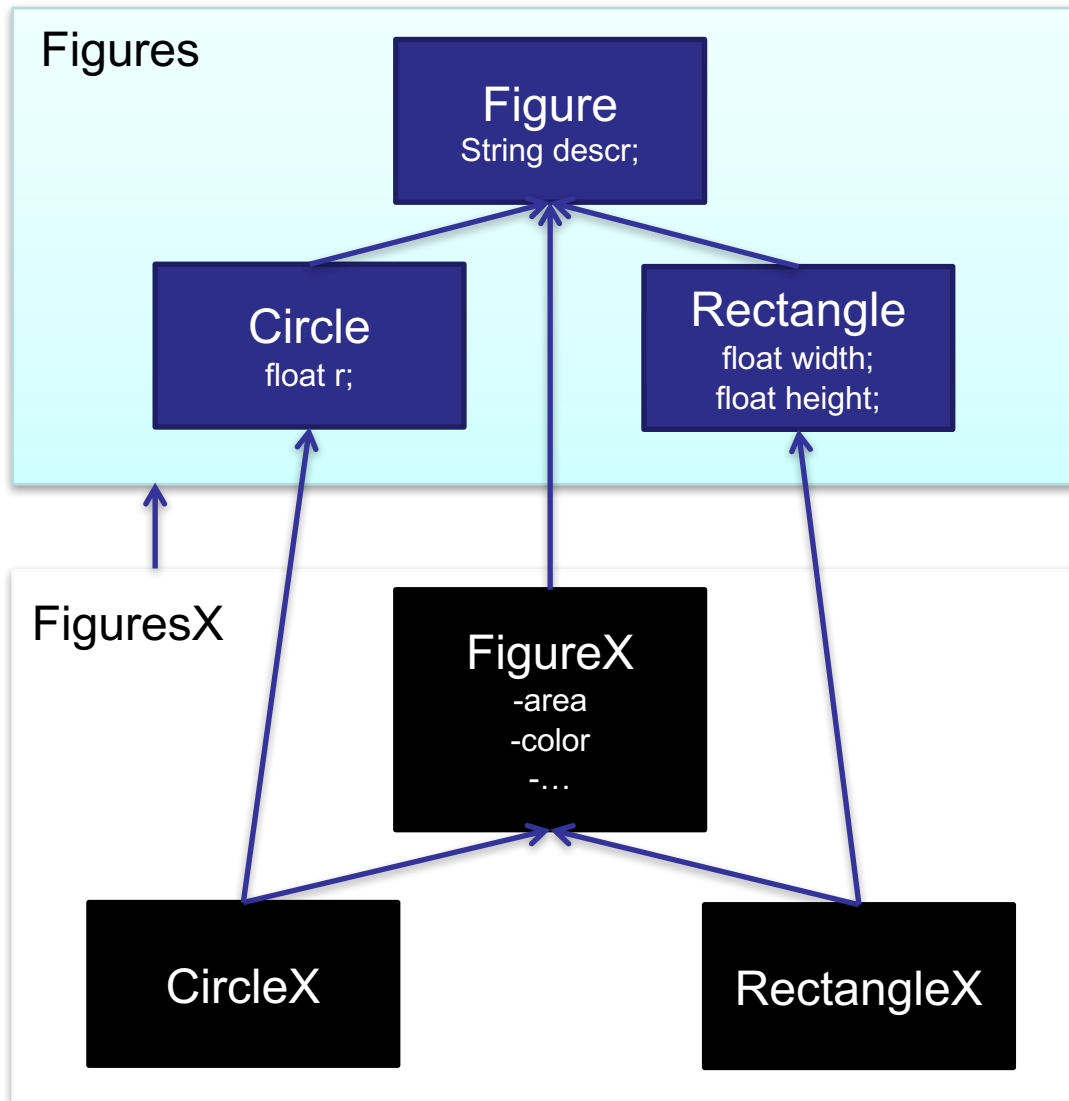 Figures
Figure
String descr;
Circle
float r;
Rectangle
float width;
float height;
FiguresX
FigureX
-area
-color
-…
CircleX
RectangleX